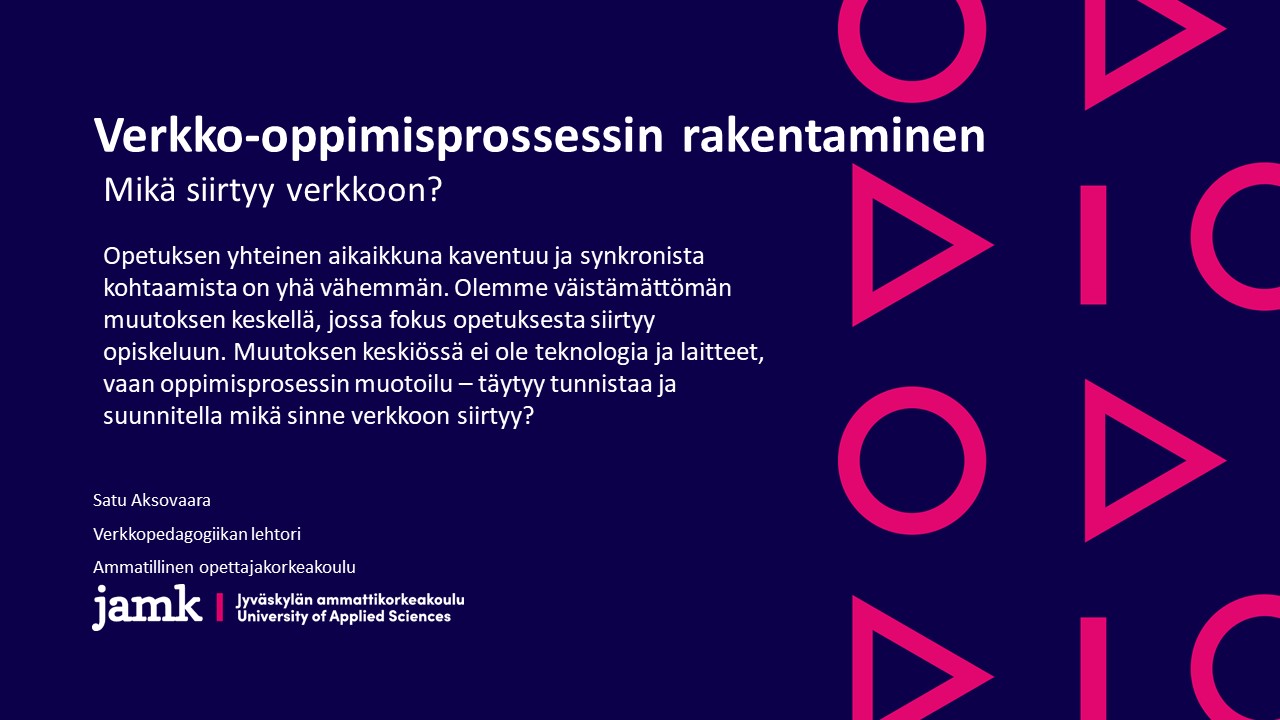 Verkko-oppimisprossessin rakentaminen
Mikä siirtyy verkkoon?
Opetuksen yhteinen aikaikkuna kaventuu ja synkronista
kohtaamista on yhä vähemmän. Olemme väistämättömän
muutoksen keskellä, jossa fokus opetuksesta siirtyy
opiskeluun. Muutoksen keskiössä ei ole teknologia ja laitteet,
vaan oppimisprosessin muotoilu – täytyy tunnistaa ja
suunnitella mikä sinne verkkoon siirtyy?
Satu Aksovaara
Verkkopedagogiikan lehtori
Ammatillinen opettajakorkeakoulu
jamk
Jyväskylän ammattikorkeakoulu
University of Applied Sciences